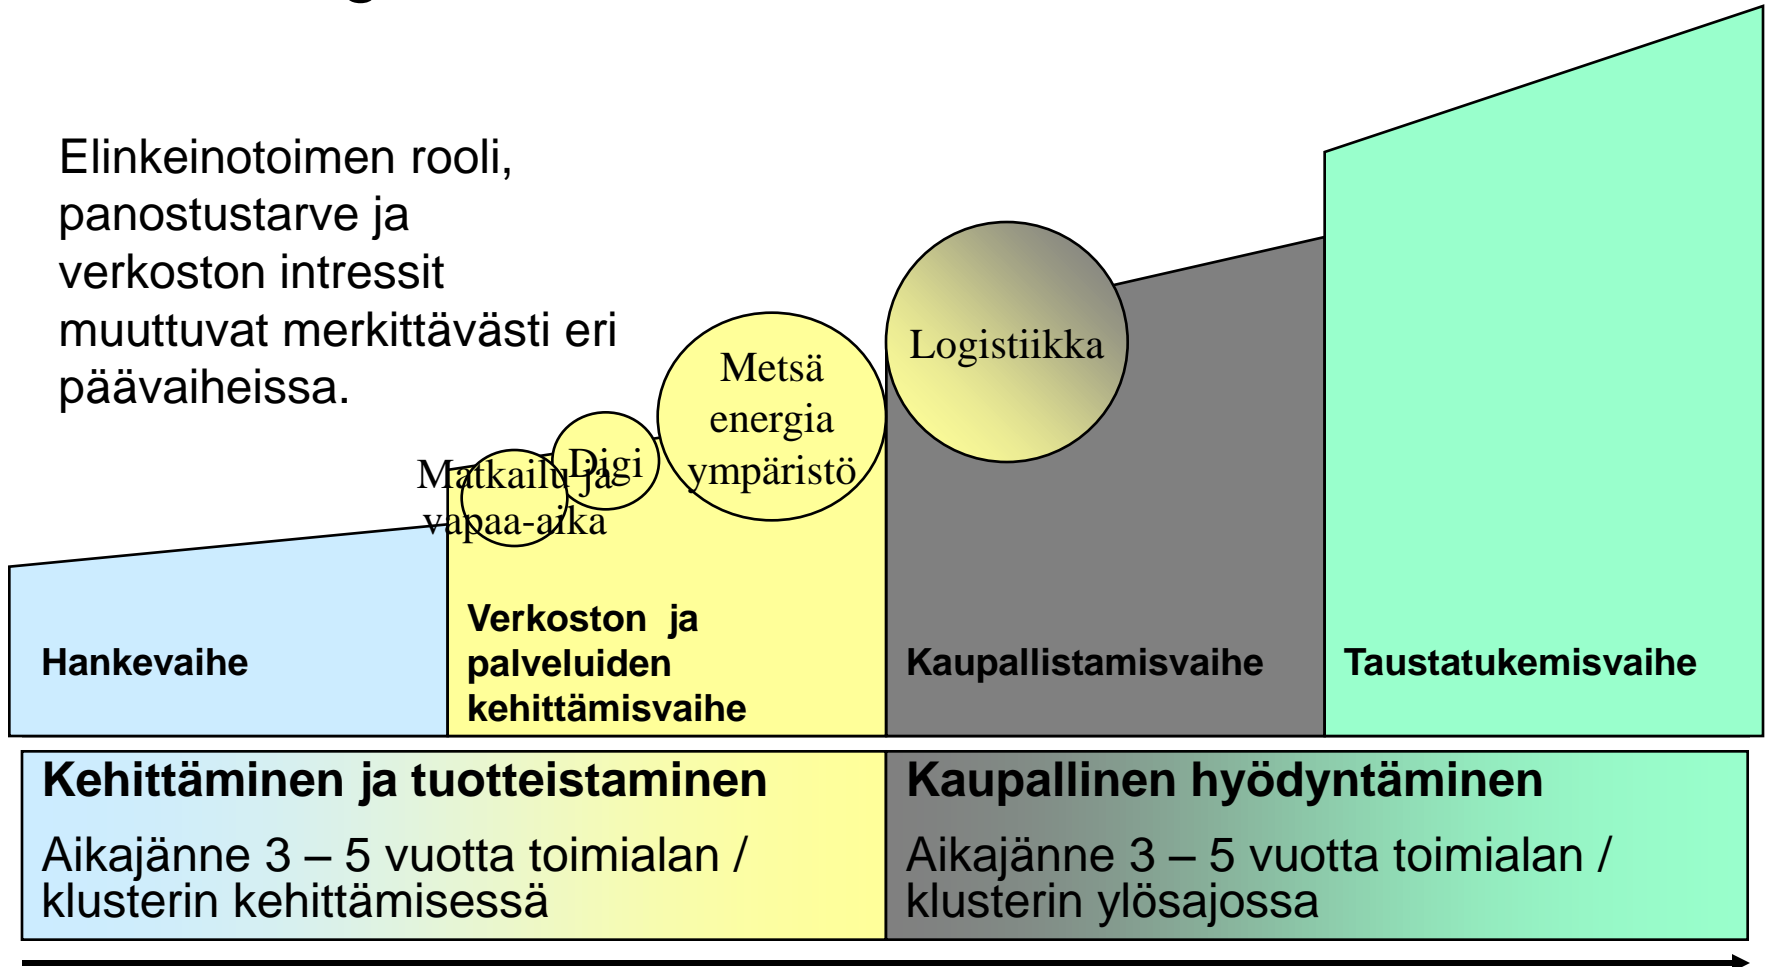 Elinkeinotoimen rooli,
panostustarve ja
verkoston intressit
muuttuvat merkittävästi eri
päävaiheissa.
Matkailu ja
vapaa-aika
Digi
Metsä
energia
ympäristö
Logistiikka
Hankevaihe
Verkoston ja
palveluiden
kehittämisvaihe
Kaupallistamisvaihe
Taustatukemisvaihe
Kehittäminen ja tuotteistaminen
Aikajänne 3 – 5 vuotta toimialan /
klusterin kehittämisessä
Kaupallinen hyödyntäminen
Aikajänne 3 – 5 vuotta toimialan /
klusterin ylösajossa